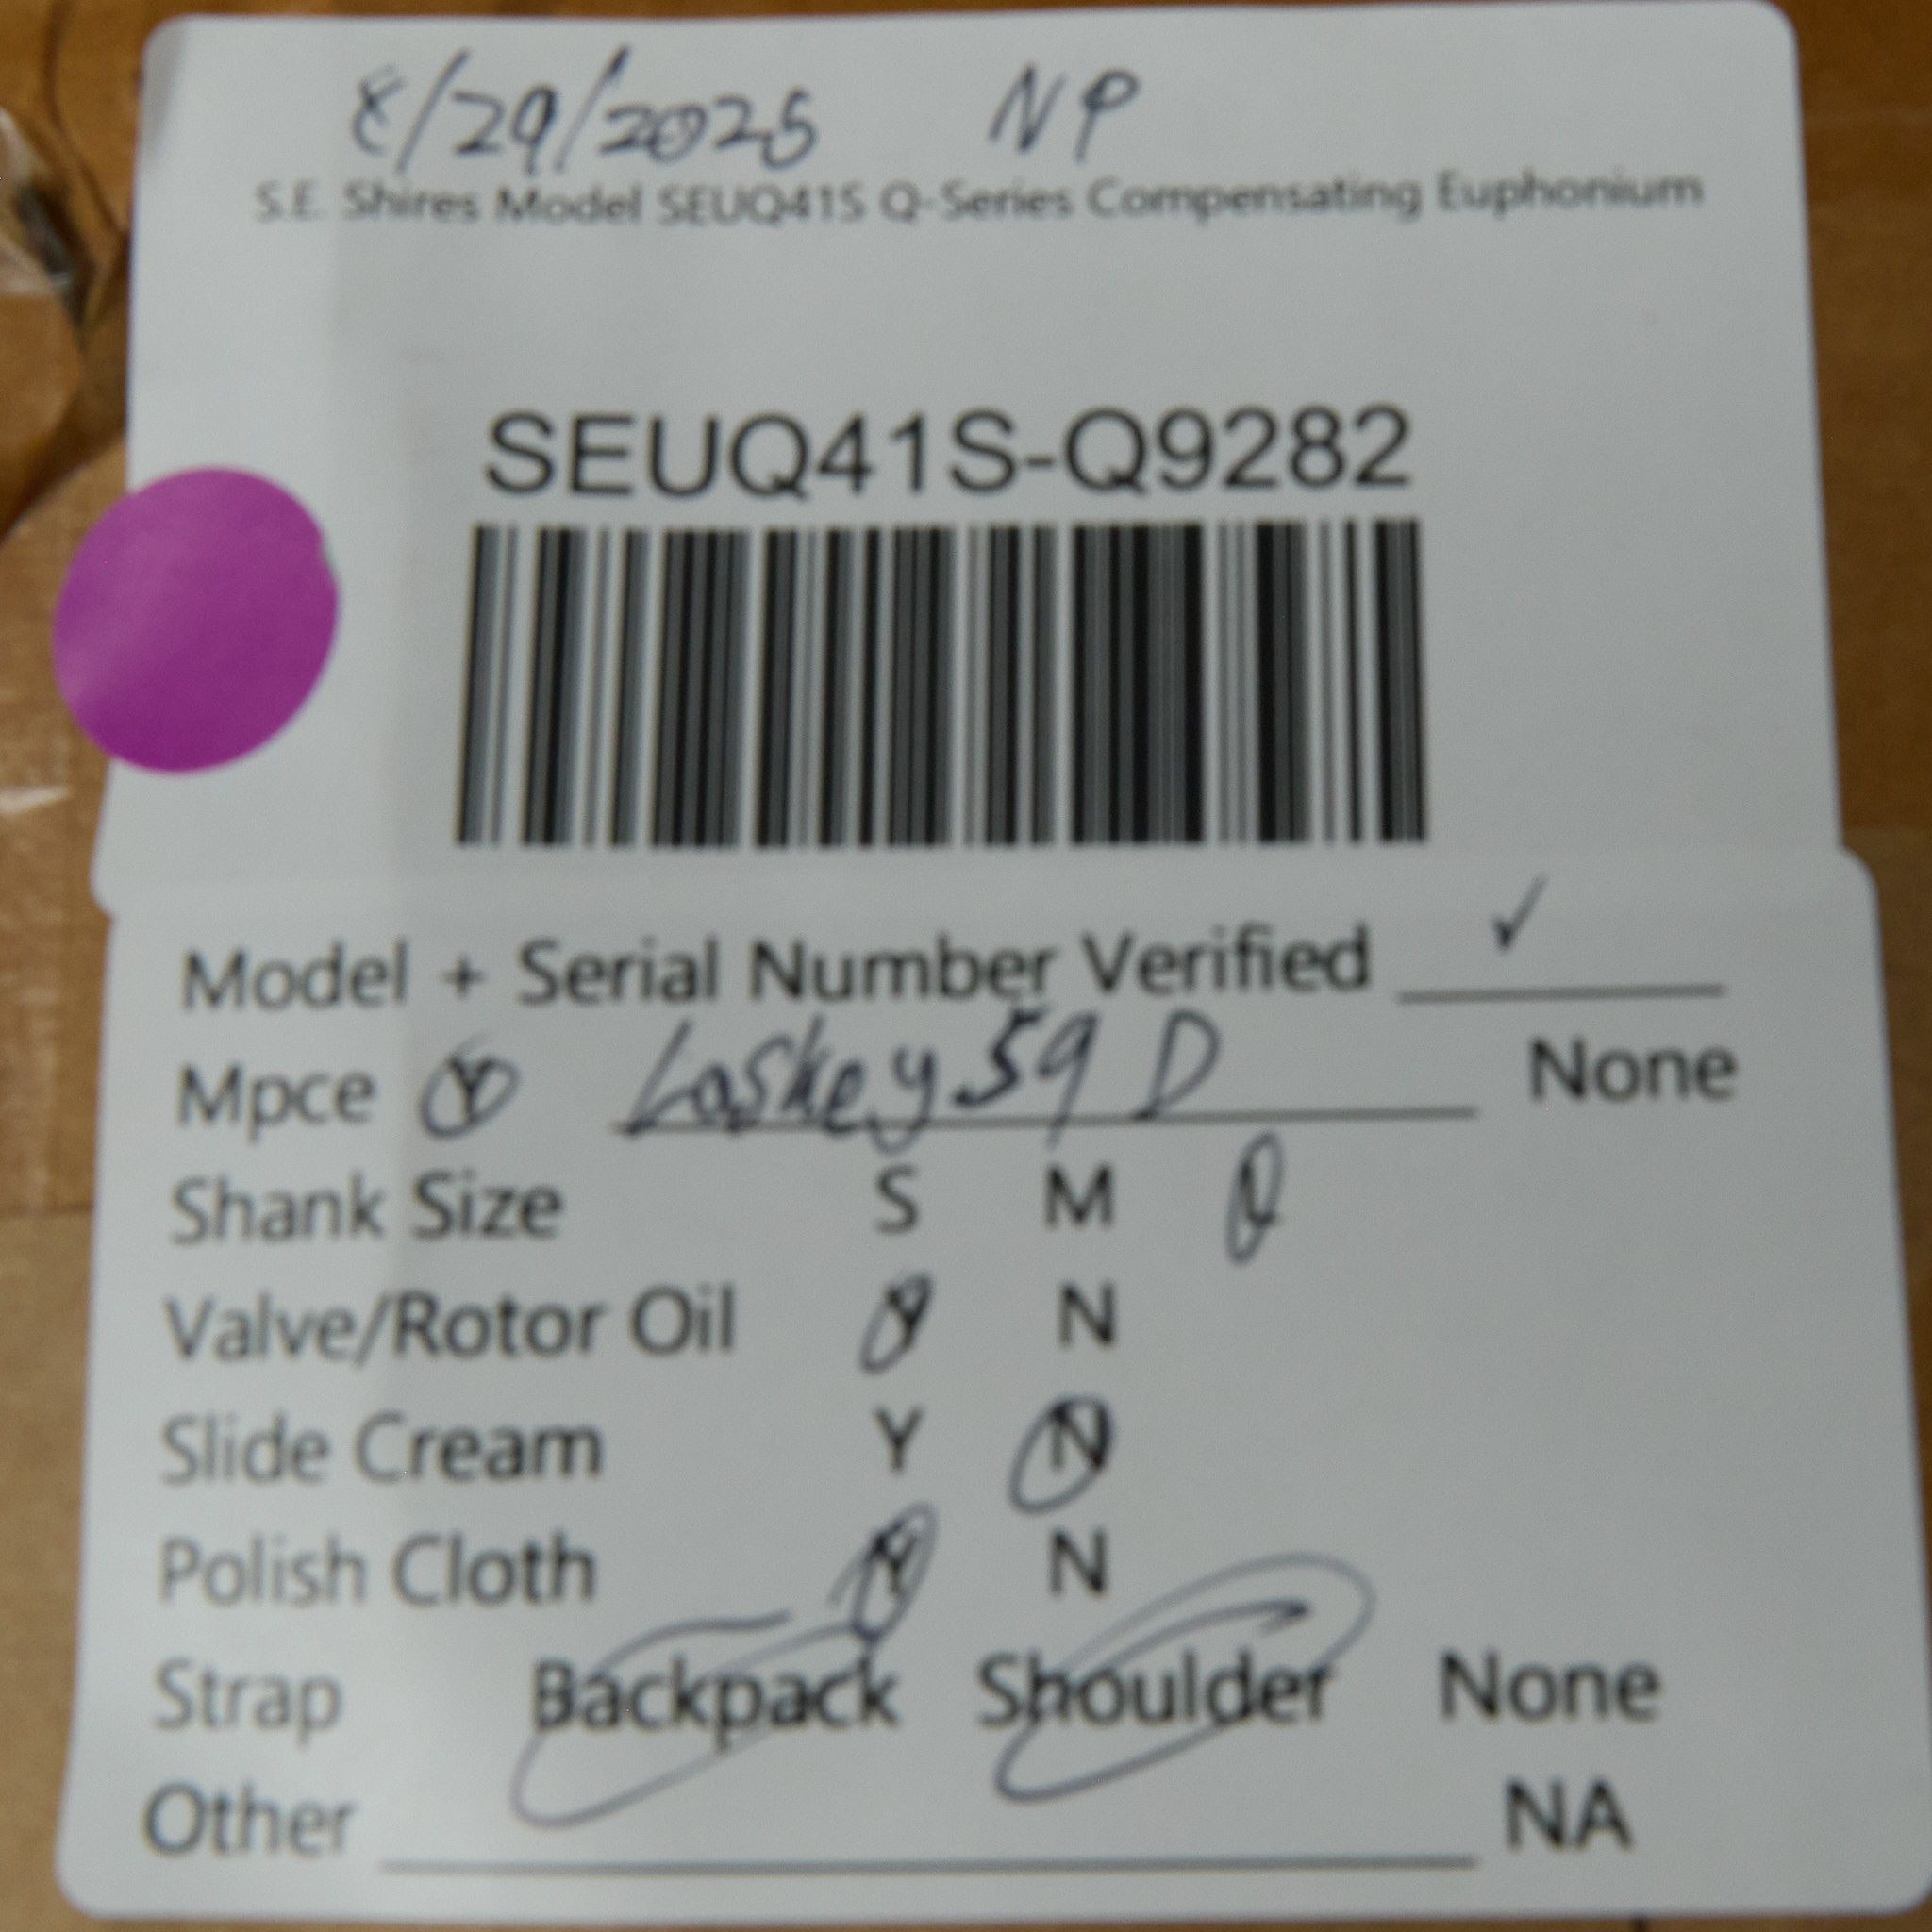 8/29/2025 NP
S.E. Shires Model SEUQ41S Q-Series Compensating Euphonium
SEUQ41S-Q9282
Model + Serial Number Verified ✓
Mpce Y Laskey 59 D None
Shank Size S M L
Valve/Rotor Oil Y N
Slide Cream Y N
Polish Cloth Y N
Strap Backpack Shoulder None
Other NA